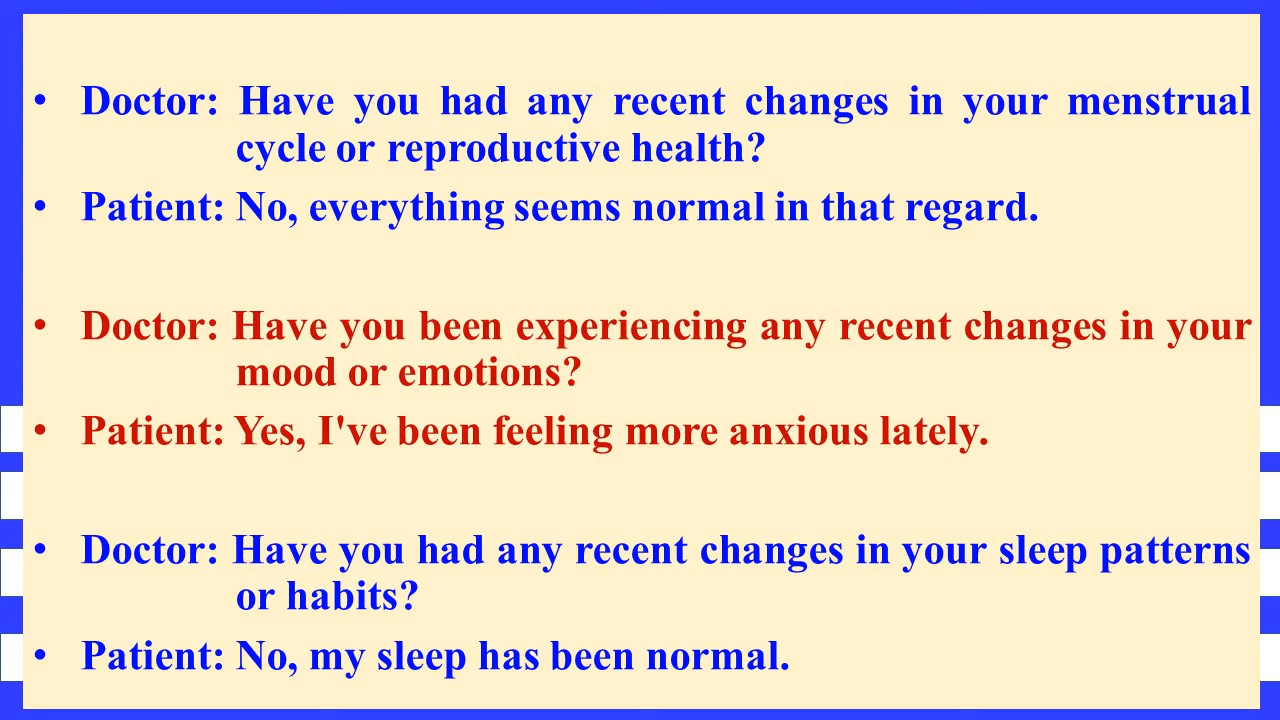 • Doctor: Have you had any recent changes in your menstrual
cycle or reproductive health?
• Patient: No, everything seems normal in that regard.
• Doctor: Have you been experiencing any recent changes in your
mood or emotions?
• Patient: Yes, I've been feeling more anxious lately.
• Doctor: Have you had any recent changes in your sleep patterns
or habits?
• Patient: No, my sleep has been normal.